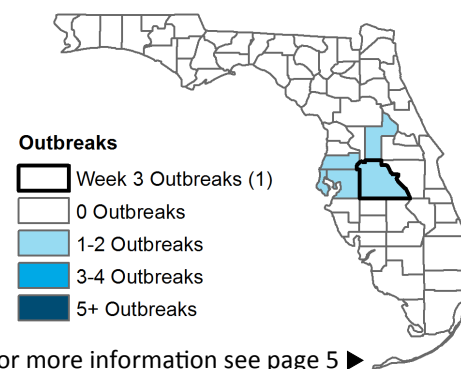 Outbreaks
Week 3 Outbreaks (1)
0 Outbreaks
1-2 Outbreaks
3-4 Outbreaks
5+ Outbreaks
or more information see page 5 ►